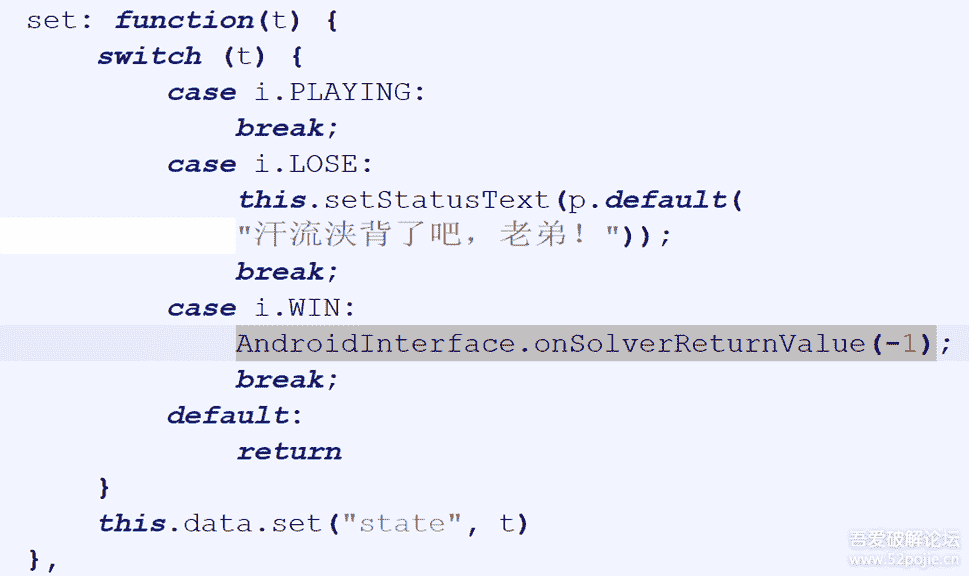 set: function(t) {
switch (t) {
case i.PLAYING:
break;
case i.LOSE:
this.setStatusText(p.default(
"汗流浃背了吧，老弟！"));
break;
case i.WIN:
AndroidInterface.onSolverReturnValue(-1);
break;
default:
return
}
this.data.set("state", t)
},
吾爱破解论坛
www.52pojie.cn